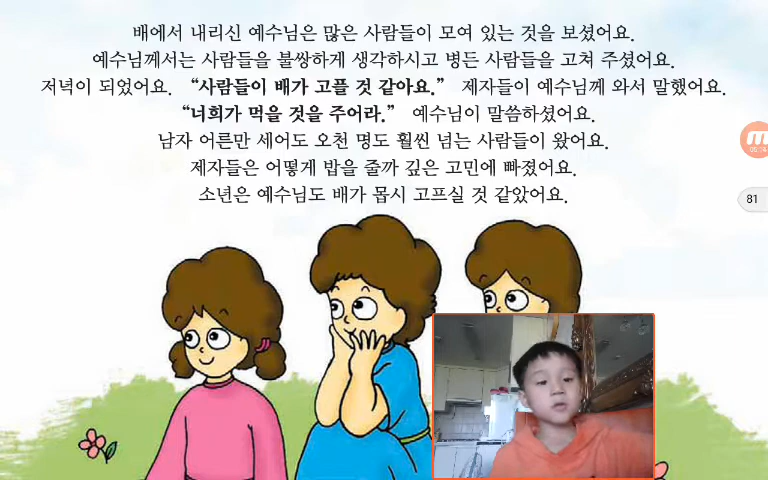 배에서 내리신 예수님은 많은 사람들이 모여 있는 것을 보셨어요.
예수님께서는 사람들을 불쌍하게 생각하시고 병든 사람들을 고쳐 주셨어요.
저녁이 되었어요. “사람들이 배가 고플 것 같아요.” 제자들이 예수님께 와서 말했어요.
“너희가 먹을 것을 주어라.” 예수님이 말씀하셨어요.
남자 어른만 세어도 오천 명도 훨씬 넘는 사람들이 왔어요.
제자들은 어떻게 밥을 줄까 깊은 고민에 빠졌어요.
소년은 예수님도 배가 몹시 고프실 것 같았어요.
81